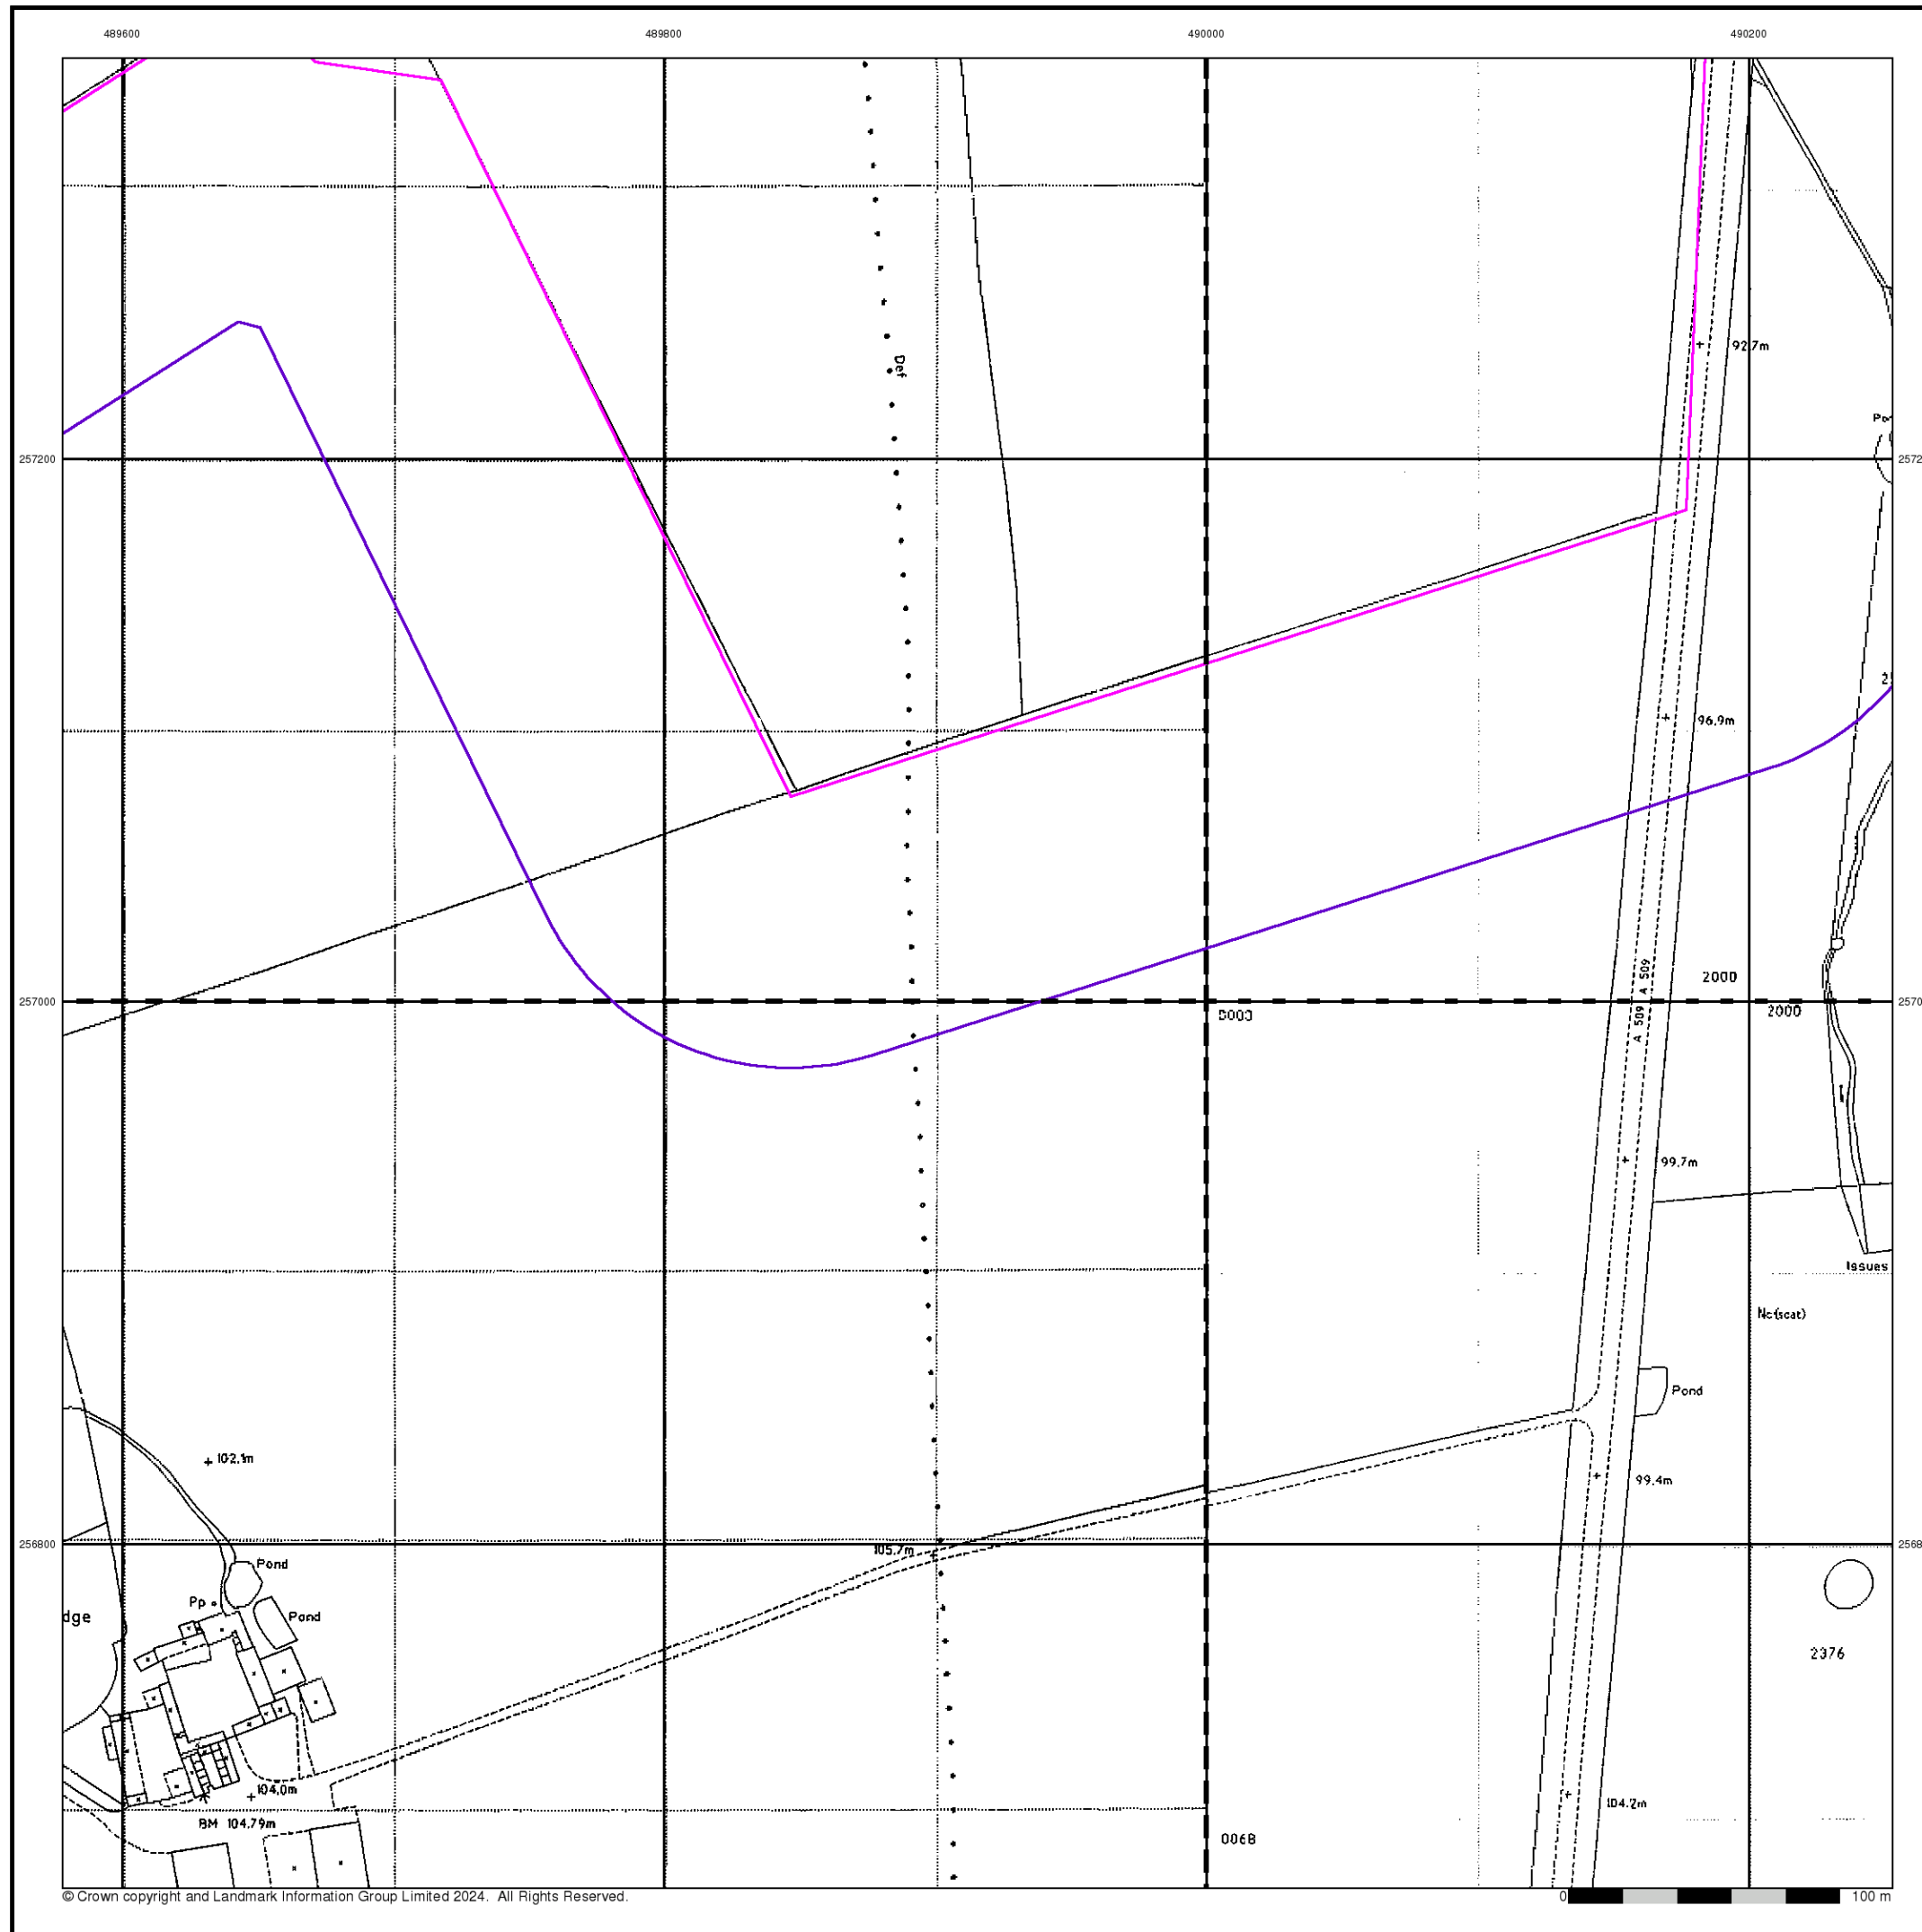 489600 489800 490000 490200
92.7m
Def
257200
96.9m
A 509 A 509
2000
257000
2000
0000
99.7m
Issues
Nc(scat)
Pond
102.1m
99.4m
105.7m
256800
Pond
Pp
dge
Pond
2376
104.0m
104.2m
BM 104.79m
0068
© Crown copyright and Landmark Information Group Limited 2024. All Rights Reserved.
0 100 m